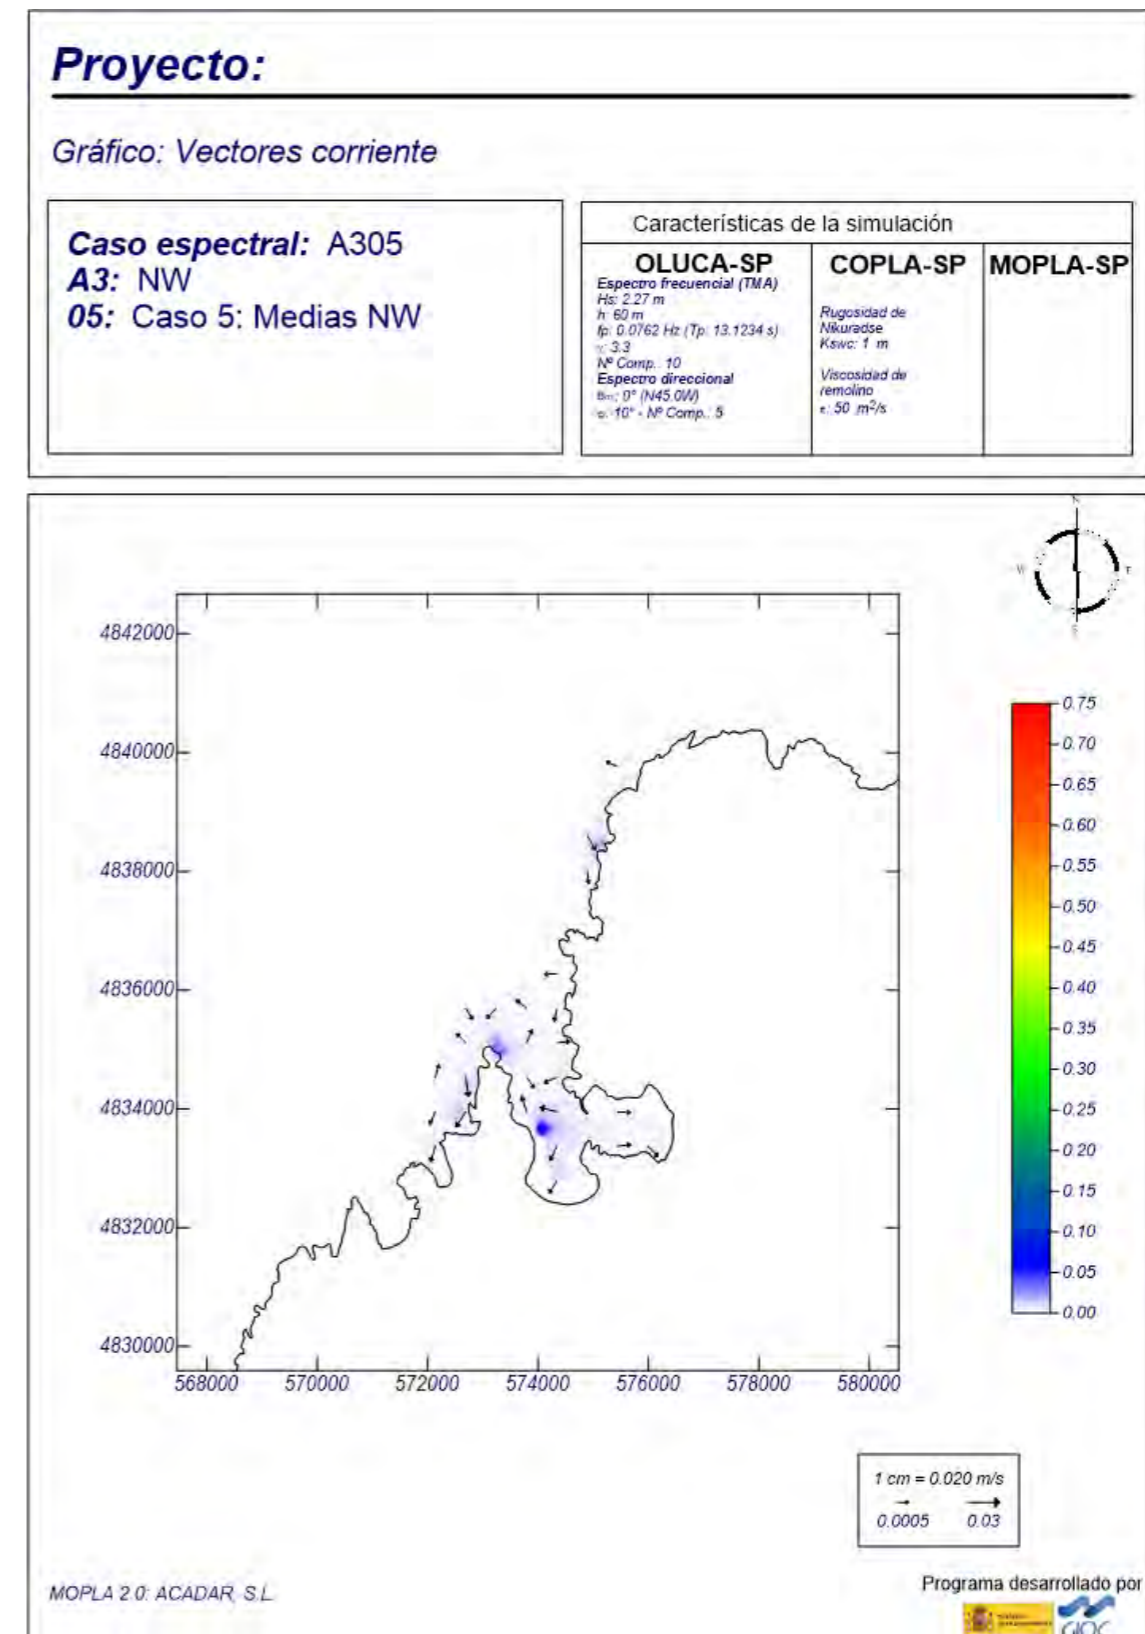 Proyecto:
Gráfico: Vectores corriente
Caso espectral: A305
A3: NW
05: Caso 5: Medias NW
Características de la simulación
OLUCA-SP
Espectro frecuencial (TMA)
Hs: 2.27 m
h: 60 m
fp: 0.0762 Hz (Tp: 13.1234 s)
γ: 3.3
Nº Comp.: 10
Espectro direccional
θm: 0° (N45.0W)
σ: 10° - Nº Comp.: 5
COPLA-SP
Rugosidad de
Nikuradse
Kswc: 1 m
Viscosidad de
remolino
ε: 50 m²/s
MOPLA-SP
4842000
4840000
4838000
4836000
4834000
4832000
4830000
568000 570000 572000 574000 576000 578000 580000
0.75
0.70
0.65
0.60
0.55
0.50
0.45
0.40
0.35
0.30
0.25
0.20
0.15
0.10
0.05
0.00
1 cm = 0.020 m/s
0.0005 0.03
MOPLA 2.0: ACADAR, S.L.
Programa desarrollado por
GIOC